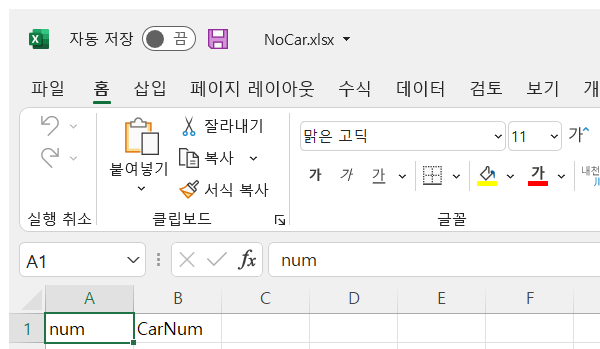 자동 저장 끔 NoCar.xlsx
파일 홈 삽입 페이지 레이아웃 수식 데이터 검토 보기 개
잘라내기
복사
서식 복사
붙여넣기
맑은 고딕 11 가
가 가 가 가 내천
실행 취소 클립보드 글꼴
A1 fx num
A B C D E F
1 num CarNum